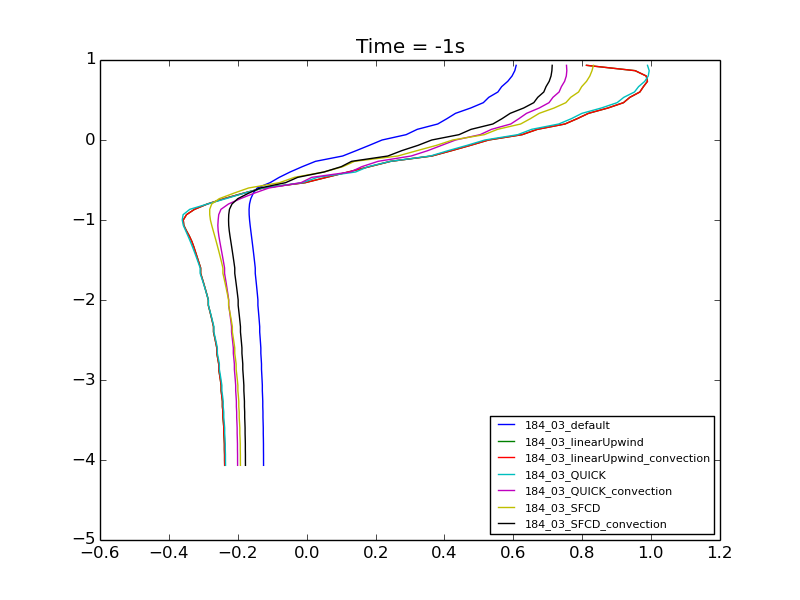 Time = -1s
1
0
−1
−2
−3
−4
−5
−0.6 −0.4 −0.2 0.0 0.2 0.4 0.6 0.8 1.0 1.2
184_03_default
184_03_linearUpwind
184_03_linearUpwind_convection
184_03_QUICK
184_03_QUICK_convection
184_03_SFCD
184_03_SFCD_convection